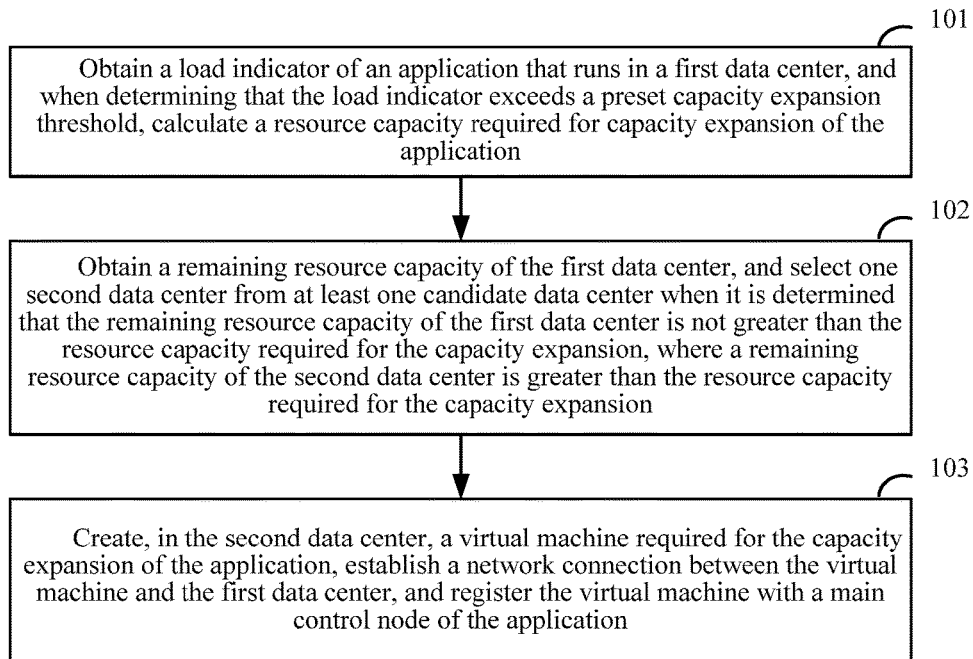 101
Obtain a load indicator of an application that runs in a first data center, and
when determining that the load indicator exceeds a preset capacity expansion
threshold, calculate a resource capacity required for capacity expansion of the
application
102
Obtain a remaining resource capacity of the first data center, and select one
second data center from at least one candidate data center when it is determined
that the remaining resource capacity of the first data center is not greater than the
resource capacity required for the capacity expansion, where a remaining
resource capacity of the second data center is greater than the resource capacity
required for the capacity expansion
103
Create, in the second data center, a virtual machine required for the capacity
expansion of the application, establish a network connection between the virtual
machine and the first data center, and register the virtual machine with a main
control node of the application